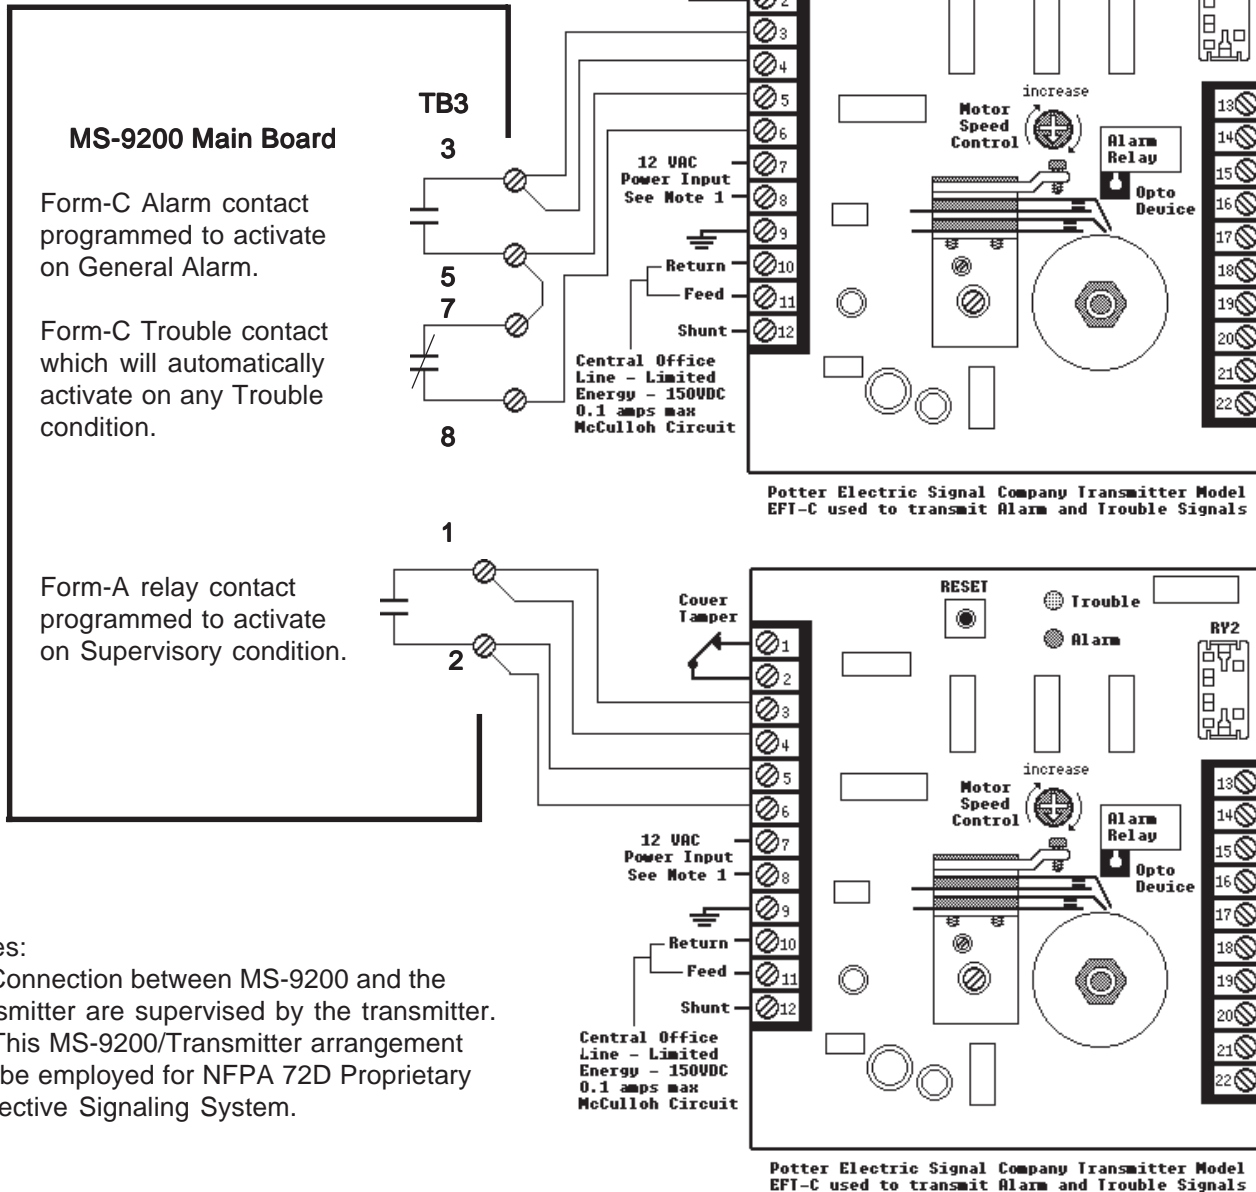 MS-9200 Main Board
Form-C Alarm contact
programmed to activate
on General Alarm.
Form-C Trouble contact
which will automatically
activate on any Trouble
condition.
Form-A relay contact
programmed to activate
on Supervisory condition.
TB3
3
5
7
8
1
2
3
4
5
6
7
8
9
10
11
12
12 VAC
Power Input
See Note 1
Return
Feed
Shunt
Central Office
Line - Limited
Energy - 150VDC
0.1 amps max
McCulloh Circuit
increase
Motor
Speed
Control
Alarm
Relay
Opto
Device
13
14
15
16
17
18
19
20
21
22
Potter Electric Signal Company Transmitter Model
EFT-C used to transmit Alarm and Trouble Signals
Cover
Tamper
RESET
Trouble
Alarm
RY2
1
2
3
4
5
6
7
8
9
10
11
12
12 VAC
Power Input
See Note 1
Return
Feed
Shunt
Central Office
Line - Limited
Energy - 150VDC
0.1 amps max
McCulloh Circuit
increase
Motor
Speed
Control
Alarm
Relay
Opto
Device
13
14
15
16
17
18
19
20
21
22
Potter Electric Signal Company Transmitter Model
EFT-C used to transmit Alarm and Trouble Signals
es:
Connection between MS-9200 and the
smitter are supervised by the transmitter.
This MS-9200/Transmitter arrangement
be employed for NFPA 72D Proprietary
ective Signaling System.